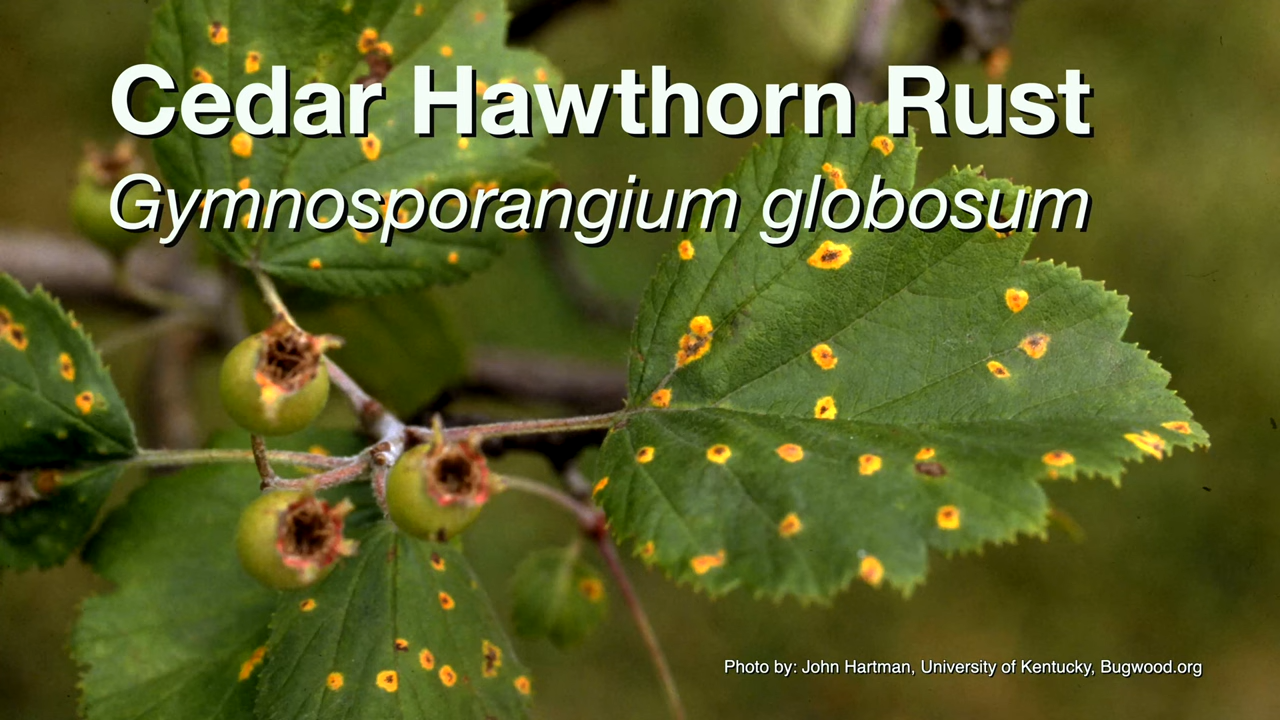 Cedar Hawthorn Rust
Gymnosporangium globosum
Photo by: John Hartman, University of Kentucky, Bugwood.org